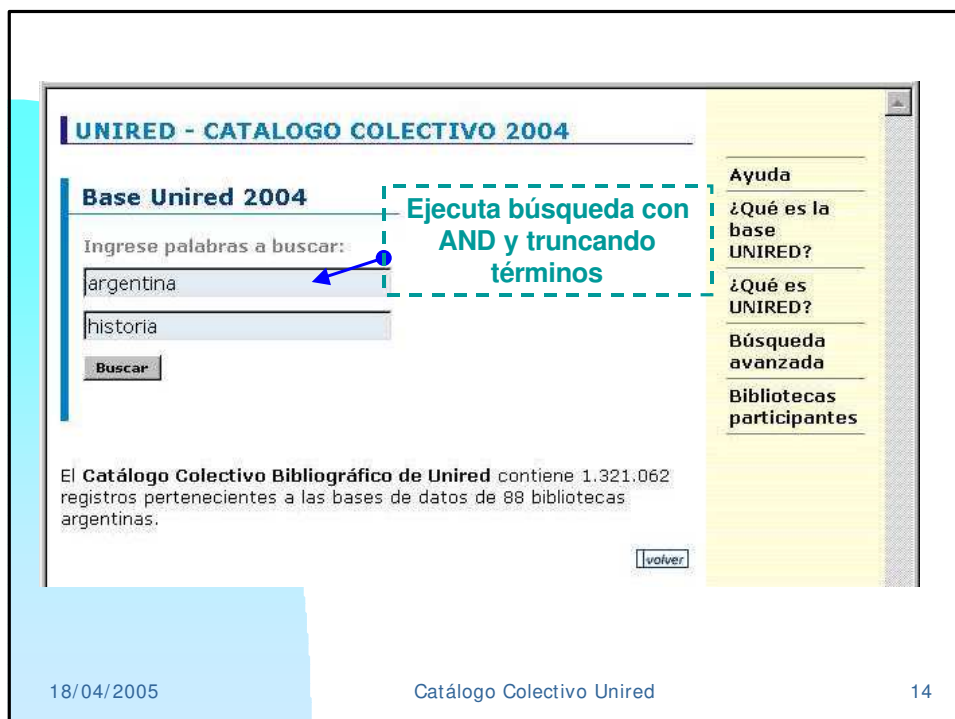 UNIRED - CATALOGO COLECTIVO 2004
Base Unired 2004
Ingrese palabras a buscar:
argentina
historia
Buscar
Ejecuta búsqueda con
AND y truncando
términos
El Catálogo Colectivo Bibliográfico de Unired contiene 1.321.062
registros pertenecientes a las bases de datos de 88 bibliotecas
argentinas.
volver
Ayuda
¿Qué es la
base
UNIRED?
¿Qué es
UNIRED?
Búsqueda
avanzada
Bibliotecas
participantes
18/04/2005
Catálogo Colectivo Unired
14